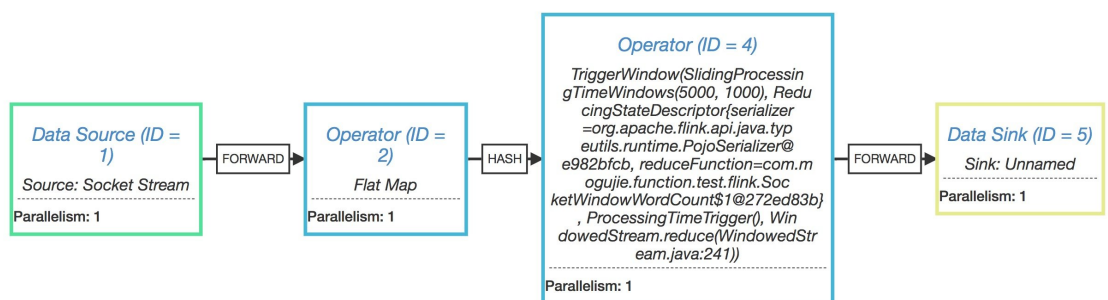 Data Source (ID =
1)
Source: Socket Stream
Parallelism: 1
FORWARD
Operator (ID =
2)
Flat Map
Parallelism: 1
HASH
Operator (ID = 4)
TriggerWindow(SlidingProcessin
gTimeWindows(5000, 1000), Redu
cingStateDescriptor{serializer
=org.apache.flink.api.java.typ
eutils.runtime.PojoSerializer@
e982bfcb, reduceFunction=com.m
ogujie.function.test.flink.Soc
ketWindowWordCount$1@272ed83b}
, ProcessingTimeTrigger(), Win
dowedStream.reduce(WindowedStr
eam.java:241))
Parallelism: 1
FORWARD
Data Sink (ID = 5)
Sink: Unnamed
Parallelism: 1